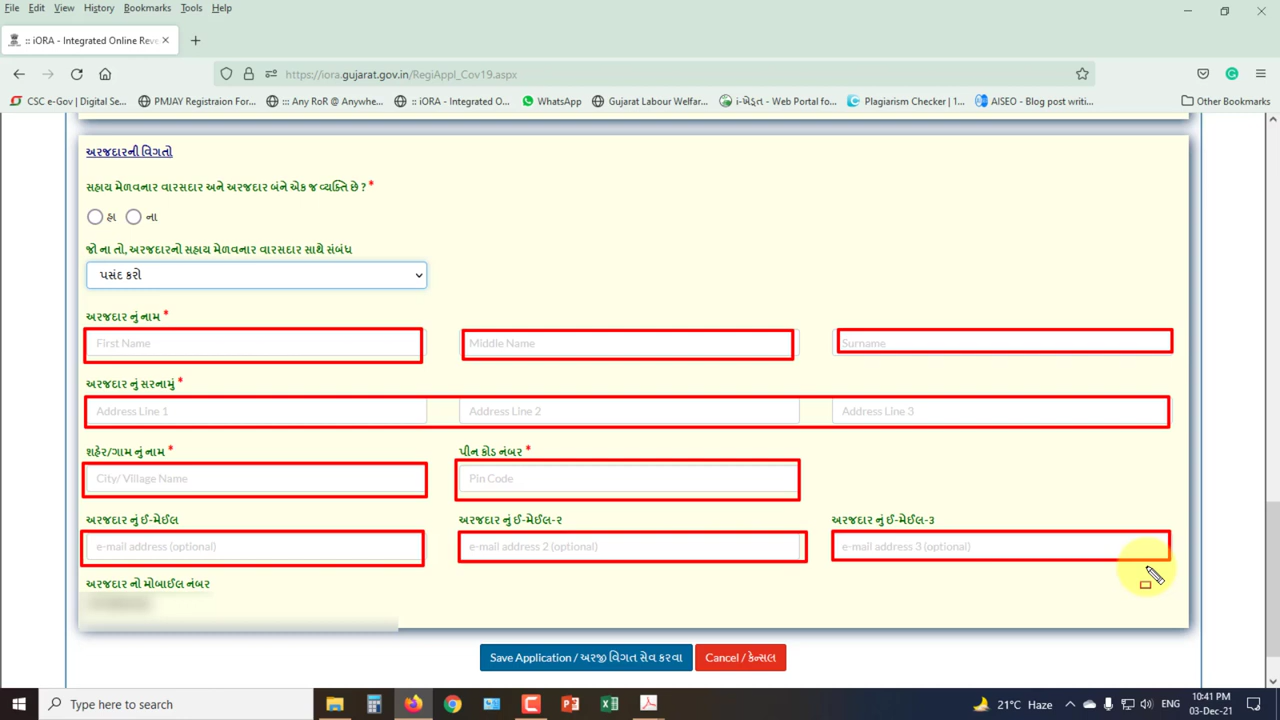 File Edit View History Bookmarks Tools Help
:: iORA - Integrated Online Reve
https://iora.gujarat.gov.in/RegiAppl_Cov19.aspx
CSC e-Gov | Digital Se... PMJAY Registraion For... ::: Any RoR @ Anywhe... :: iORA - Integrated O... WhatsApp Gujarat Labour Welfar... i-ખેડૂત - Web Portal fo... Plagiarism Checker | 1... AISEO - Blog post writi... Other Bookmarks
અરજદારની વિગતો
સહાય મેળવનાર વારસદાર અને અરજદાર બંને એક જ વ્યક્તિ છે ? *
હા ના
જો ના તો, અરજદારનો સહાય મેળવનાર વારસદાર સાથે સંબંધ
પસંદ કરો
અરજદાર નું નામ *
First Name Middle Name Surname
અરજદાર નું સરનામું *
Address Line 1 Address Line 2 Address Line 3
શહેર/ગામ નું નામ * પીન કોડ નંબર *
City/ Village Name Pin Code
અરજદાર નું ઈ-મેઈલ અરજદાર નું ઈ-મેઈલ-૨ અરજદાર નું ઈ-મેઈલ-૩
e-mail address (optional) e-mail address 2 (optional) e-mail address 3 (optional)
અરજદાર નો મોબાઈલ નંબર
Save Application / અરજી વિગત સેવ કરવા Cancel / કેન્સલ
Type here to search 21°C Haze ENG 10:41 PM
03-Dec-21